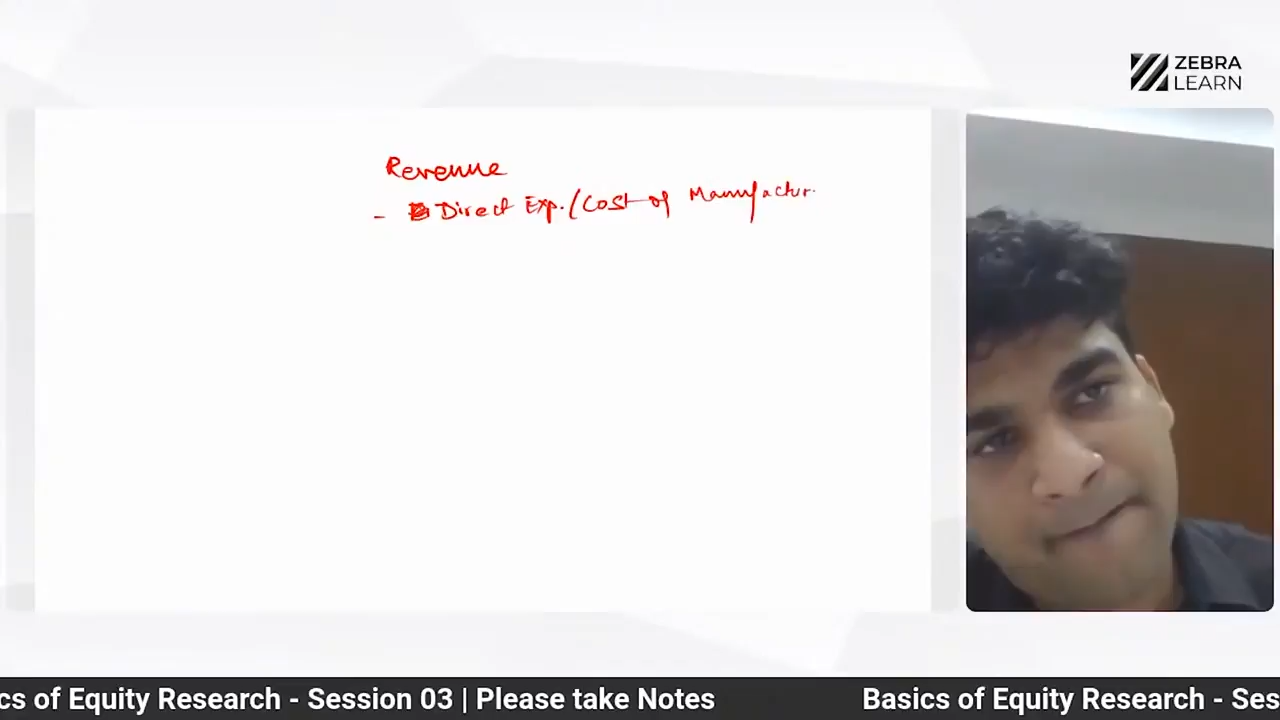 ZEBRA
LEARN
Revenue
- Direct Exp. (Cost of Manufactur.
cs of Equity Research - Session 03 | Please take Notes
Basics of Equity Research - Ses